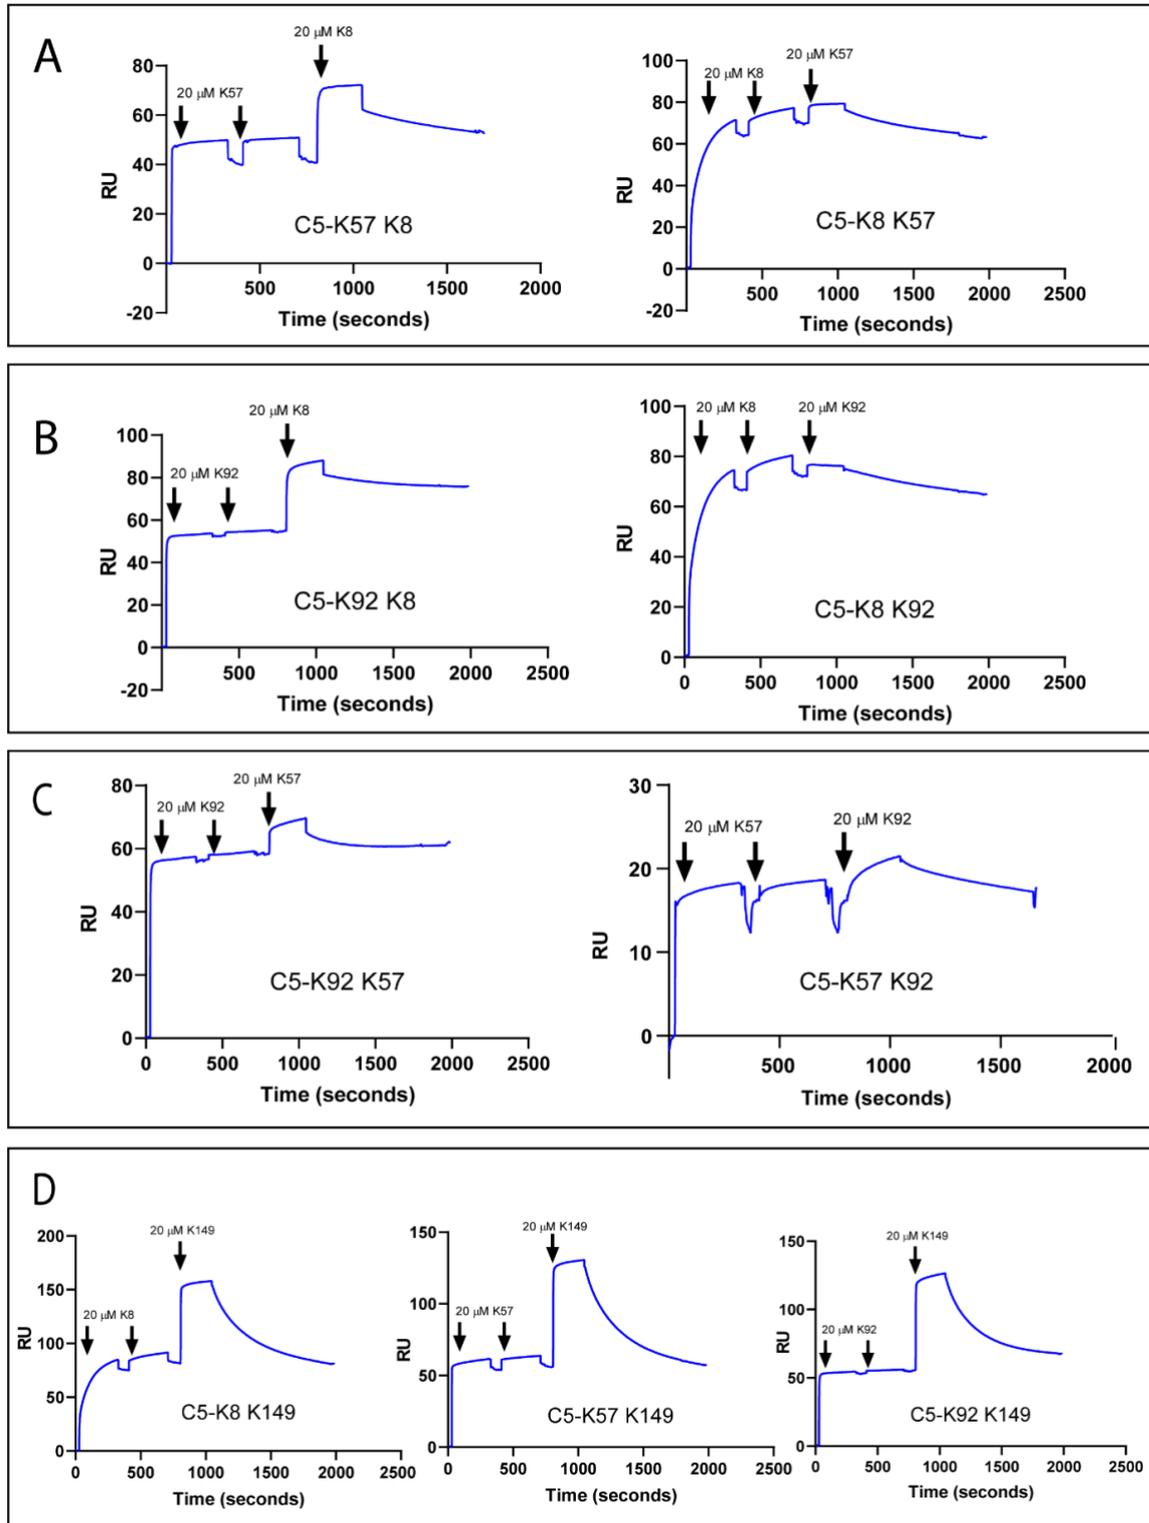 A
20 μM K8
20 μM K57
80
60
40
20
0
-20
RU
C5-K57 K8
500
1000
1500
2000
Time (seconds)
20 μM K57
20 μM K8
100
80
60
40
20
0
-20
RU
C5-K8 K57
500
1000
1500
2000
2500
Time (seconds)
B
20 μM K8
20 μM K92
100
80
60
40
20
0
-20
RU
C5-K92 K8
500
1000
1500
2000
2500
Time (seconds)
20 μM K8
20 μM K92
100
80
60
40
20
0
RU
C5-K8 K92
0
500
1000
1500
2000
2500
Time (seconds)
C
20 μM K57
20 μM K92
80
60
40
20
0
RU
C5-K92 K57
0
500
1000
1500
2000
2500
Time (seconds)
20 μM K57
20 μM K92
30
20
10
0
RU
C5-K57 K92
500
1000
1500
2000
Time (seconds)
D
20 μM K149
20 μM K8
200
150
100
50
0
RU
C5-K8 K149
0
500
1000
1500
2000
2500
Time (seconds)
20 μM K149
20 μM K57
150
100
50
0
RU
C5-K57 K149
0
500
1000
1500
2000
2500
Time (seconds)
20 μM K149
20 μM K92
150
100
50
0
RU
C5-K92 K149
0
500
1000
1500
2000
2500
Time (seconds)